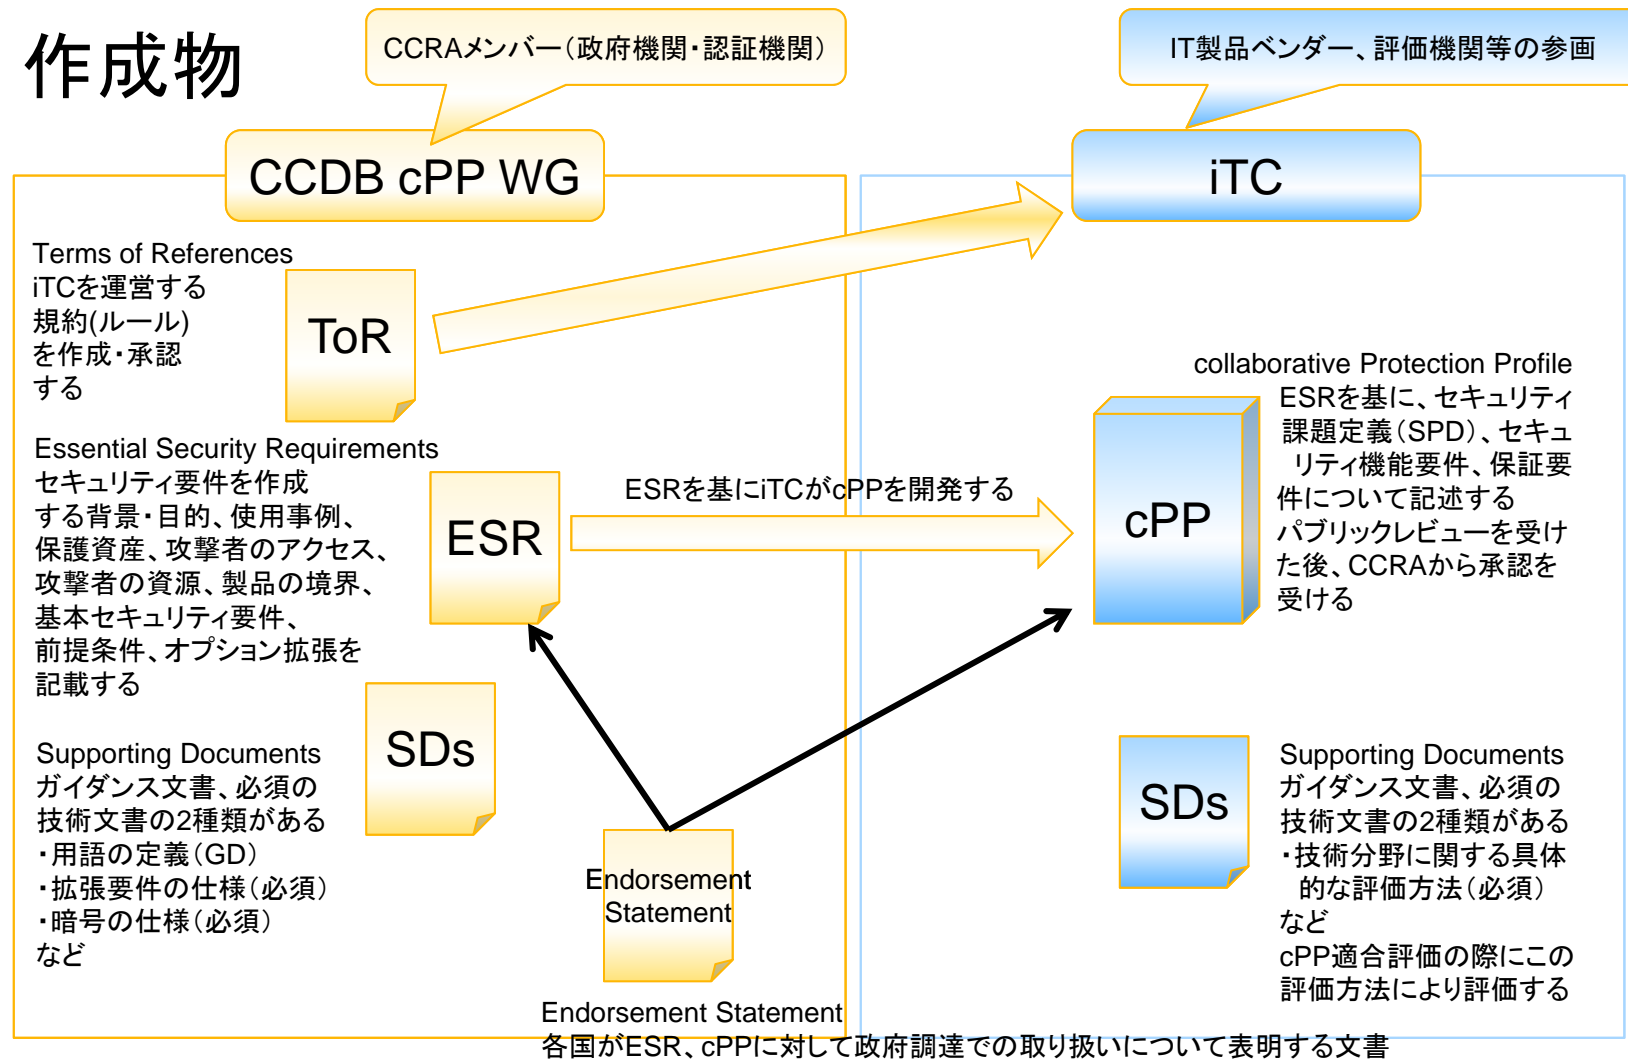 作成物
CCRAメンバー（政府機関・認証機関）
IT製品ベンダー、評価機関等の参画
CCDB cPP WG
iTC
Terms of References
iTCを運営する
規約(ルール)
を作成・承認
する
ToR
Essential Security Requirements
セキュリティ要件を作成
する背景・目的、使用事例、
保護資産、攻撃者のアクセス、
攻撃者の資源、製品の境界、
基本セキュリティ要件、
前提条件、オプション拡張を
記載する
ESR
ESRを基にiTCがcPPを開発する
cPP
collaborative Protection Profile
ESRを基に、セキュリティ
課題定義（SPD）、セキュ
リティ機能要件、保証要
件について記述する
パブリックレビューを受け
た後、CCRAから承認を
受ける
Supporting Documents
ガイダンス文書、必須の
技術文書の2種類がある
・用語の定義（GD）
・拡張要件の仕様（必須）
・暗号の仕様（必須）
など
SDs
Endorsement
Statement
Endorsement Statement
各国がESR、cPPに対して政府調達での取り扱いについて表明する文書
SDs
Supporting Documents
ガイダンス文書、必須の
技術文書の2種類がある
・技術分野に関する具体
的な評価方法（必須）
など
cPP適合評価の際にこの
評価方法により評価する